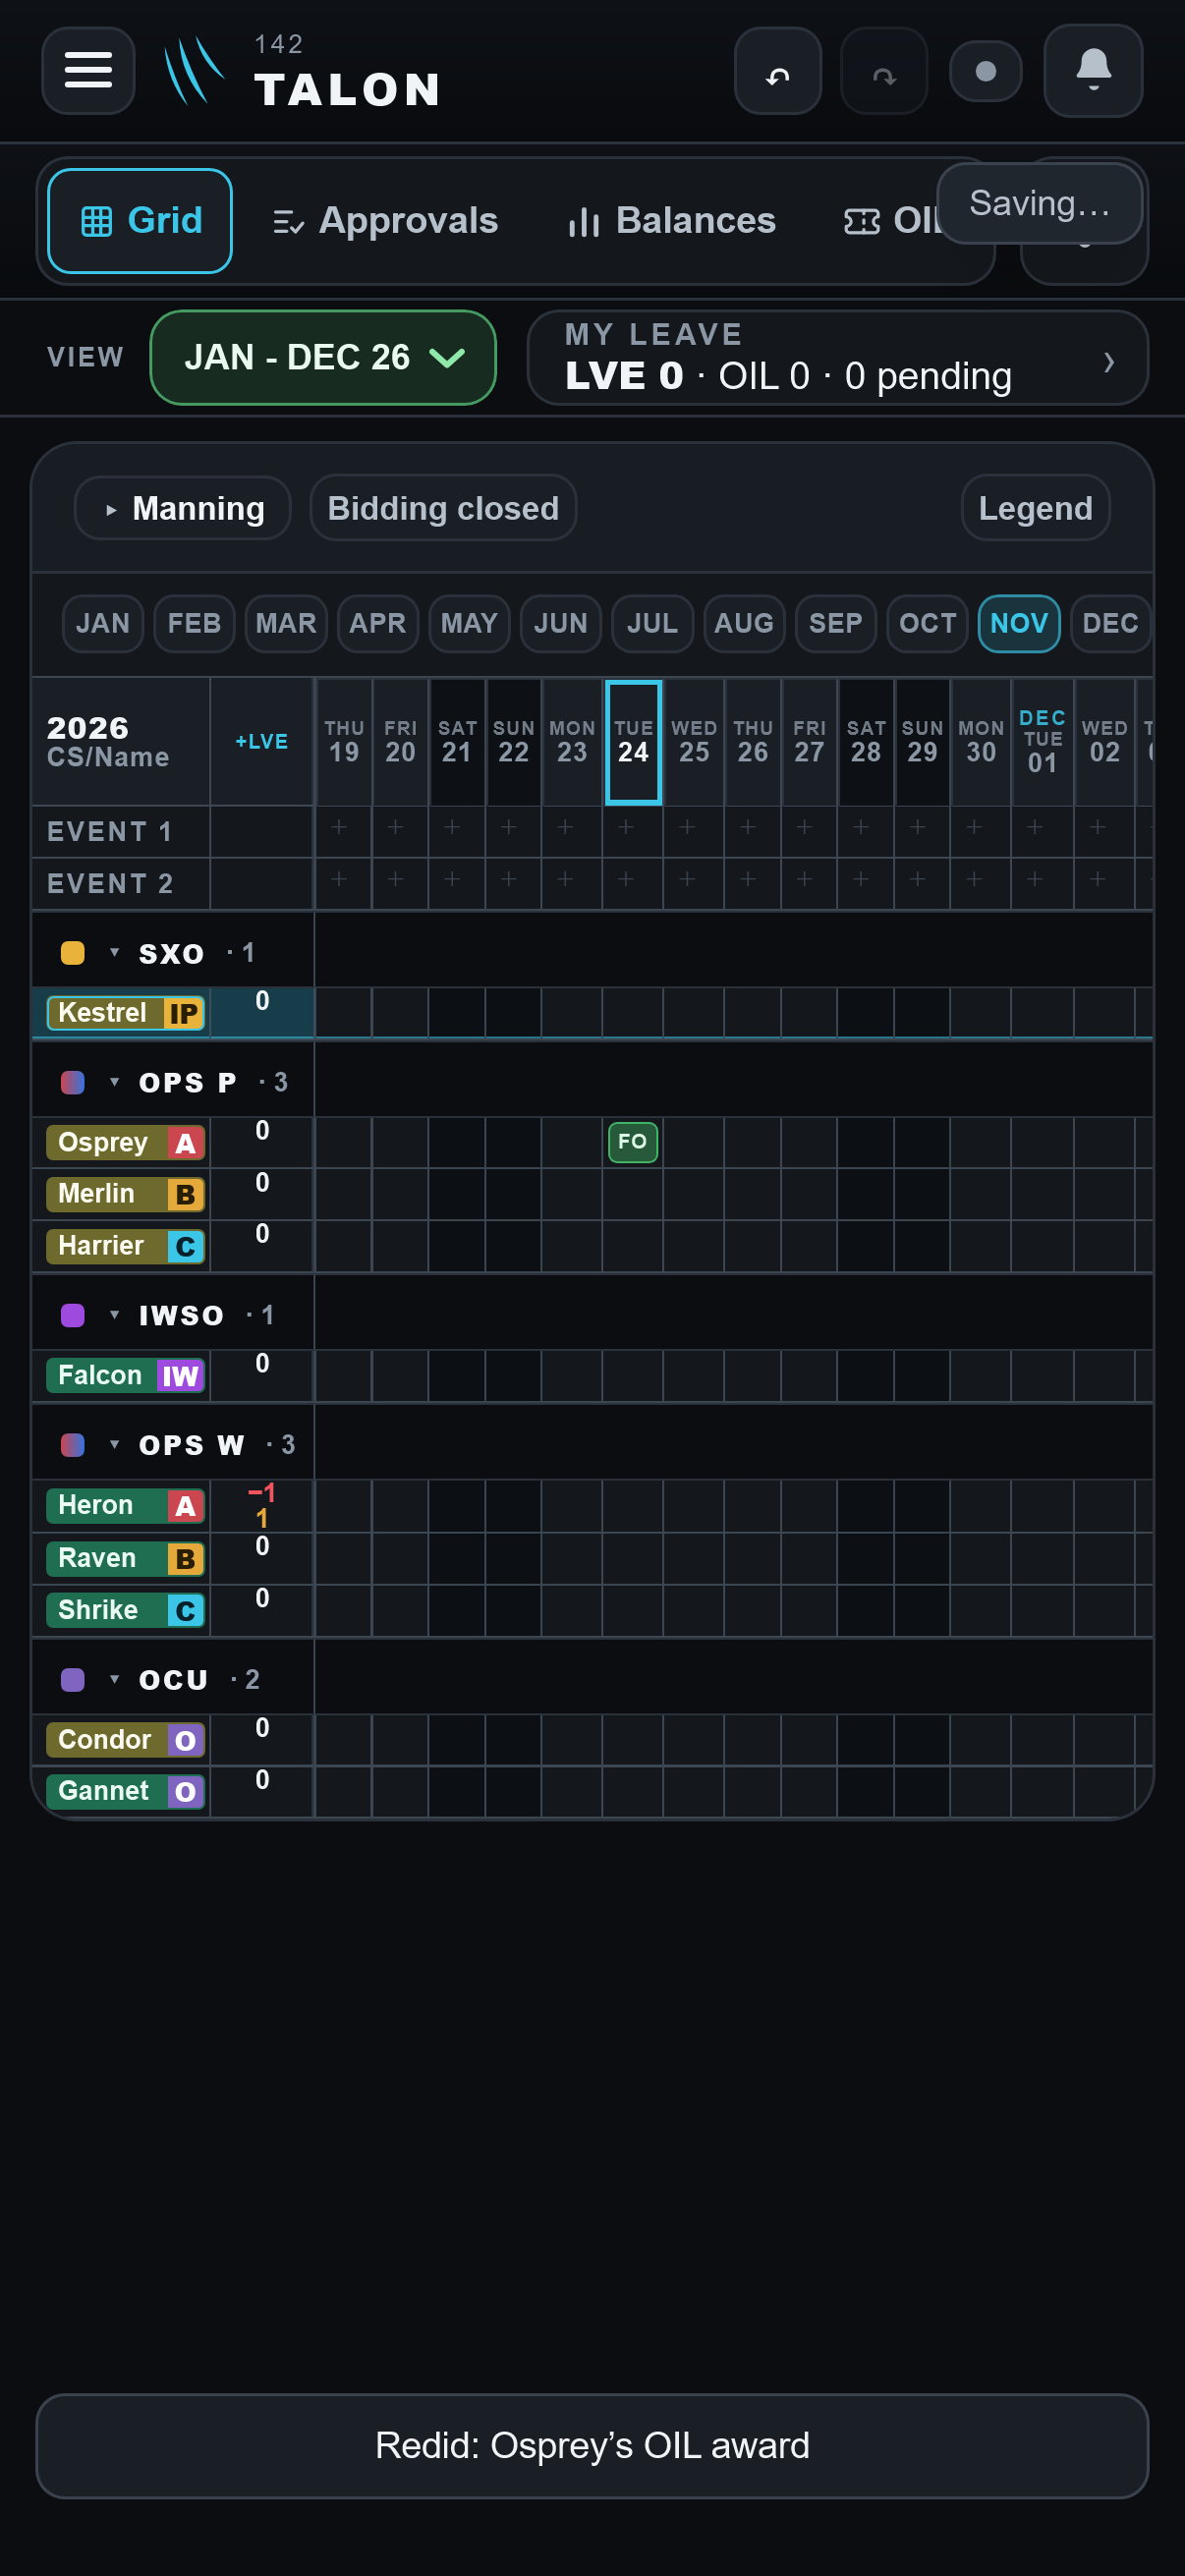 142
TALON
Grid
Approvals
Balances
Saving…
VIEW
JAN - DEC 26
MY LEAVE
LVE 0 · OIL 0 · 0 pending
Manning
Bidding closed
Legend
JAN FEB MAR APR MAY JUN JUL AUG SEP OCT NOV DEC
2026
CS/Name
+LVE
THU 19
FRI 20
SAT 21
SUN 22
MON 23
TUE 24
WED 25
THU 26
FRI 27
SAT 28
SUN 29
MON 30
DEC TUE 01
WED 02
EVENT 1
+ + + + + + + + + + + + + +
EVENT 2
+ + + + + + + + + + + + + +
SXO · 1
Kestrel IP 0
OPS P · 3
Osprey A 0 FO
Merlin B 0
Harrier C 0
IWSO · 1
Falcon IW 0
OPS W · 3
Heron A −1 1
Raven B 0
Shrike C 0
OCU · 2
Condor O 0
Gannet O 0
Redid: Osprey’s OIL award